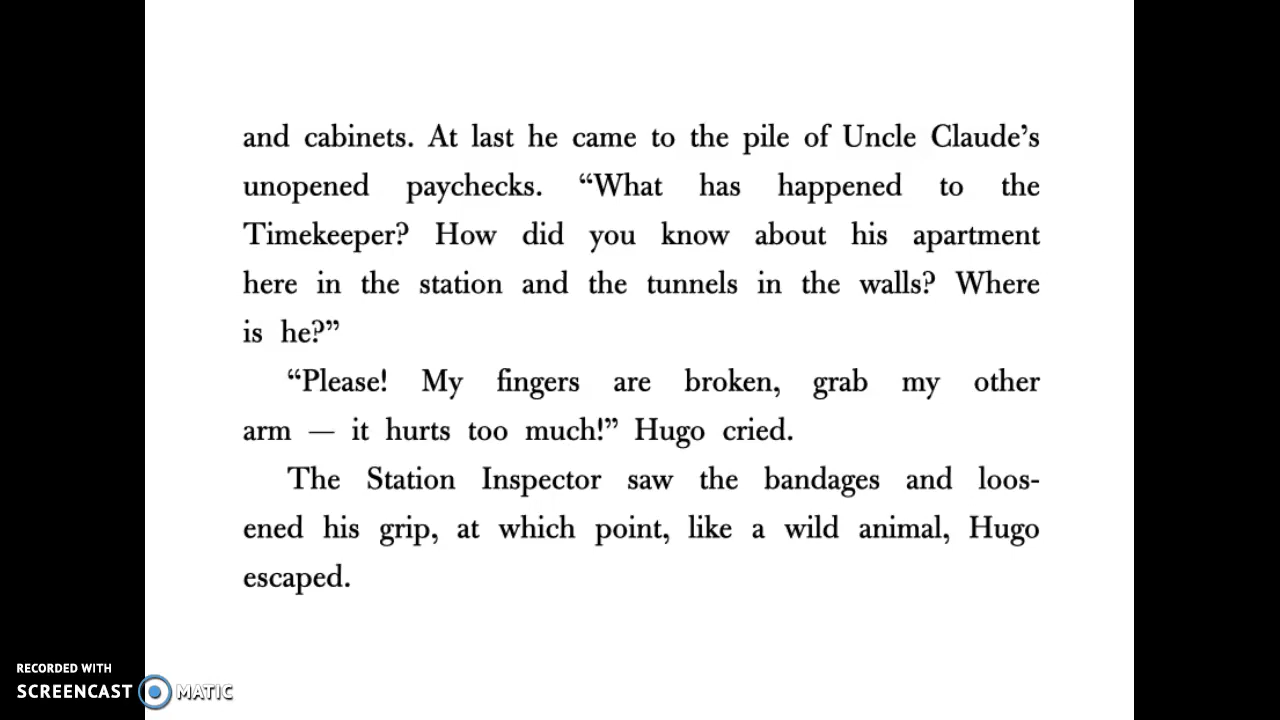 and cabinets. At last he came to the pile of Uncle Claude’s
unopened paychecks. “What has happened to the
Timekeeper? How did you know about his apartment
here in the station and the tunnels in the walls? Where
is he?”
“Please! My fingers are broken, grab my other
arm — it hurts too much!” Hugo cried.
The Station Inspector saw the bandages and loos-
ened his grip, at which point, like a wild animal, Hugo
escaped.
RECORDED WITH
SCREENCAST MATIC